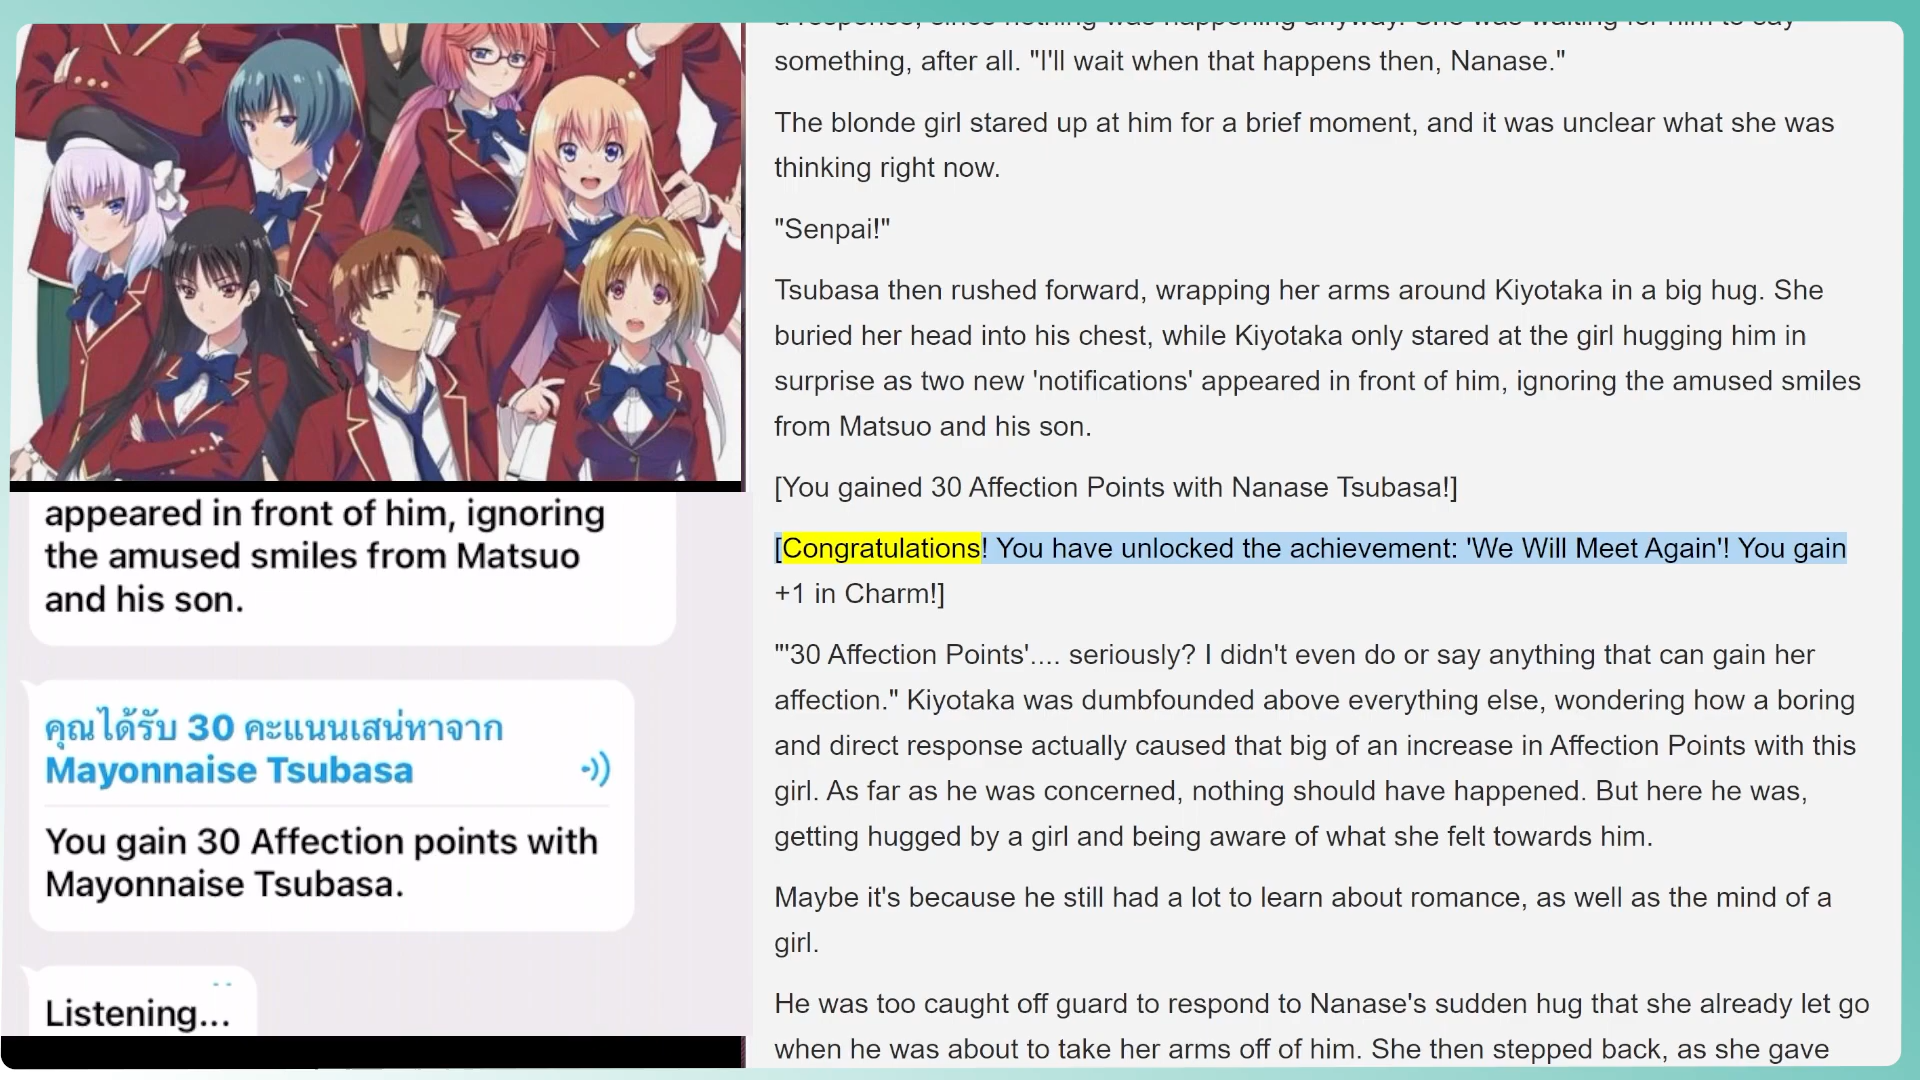 appeared in front of him, ignoring
the amused smiles from Matsuo
and his son.
คุณได้รับ 30 คะแนนเสน่หาจาก
Mayonnaise Tsubasa
You gain 30 Affection points with
Mayonnaise Tsubasa.
Listening...
a response, since nothing was happening anyway. She was waiting for him to say
something, after all. "I'll wait when that happens then, Nanase."
The blonde girl stared up at him for a brief moment, and it was unclear what she was
thinking right now.
"Senpai!"
Tsubasa then rushed forward, wrapping her arms around Kiyotaka in a big hug. She
buried her head into his chest, while Kiyotaka only stared at the girl hugging him in
surprise as two new 'notifications' appeared in front of him, ignoring the amused smiles
from Matsuo and his son.
[You gained 30 Affection Points with Nanase Tsubasa!]
[Congratulations! You have unlocked the achievement: 'We Will Meet Again'! You gain
+1 in Charm!]
"'30 Affection Points'.... seriously? I didn't even do or say anything that can gain her
affection." Kiyotaka was dumbfounded above everything else, wondering how a boring
and direct response actually caused that big of an increase in Affection Points with this
girl. As far as he was concerned, nothing should have happened. But here he was,
getting hugged by a girl and being aware of what she felt towards him.
Maybe it's because he still had a lot to learn about romance, as well as the mind of a
girl.
He was too caught off guard to respond to Nanase's sudden hug that she already let go
when he was about to take her arms off of him. She then stepped back, as she gave